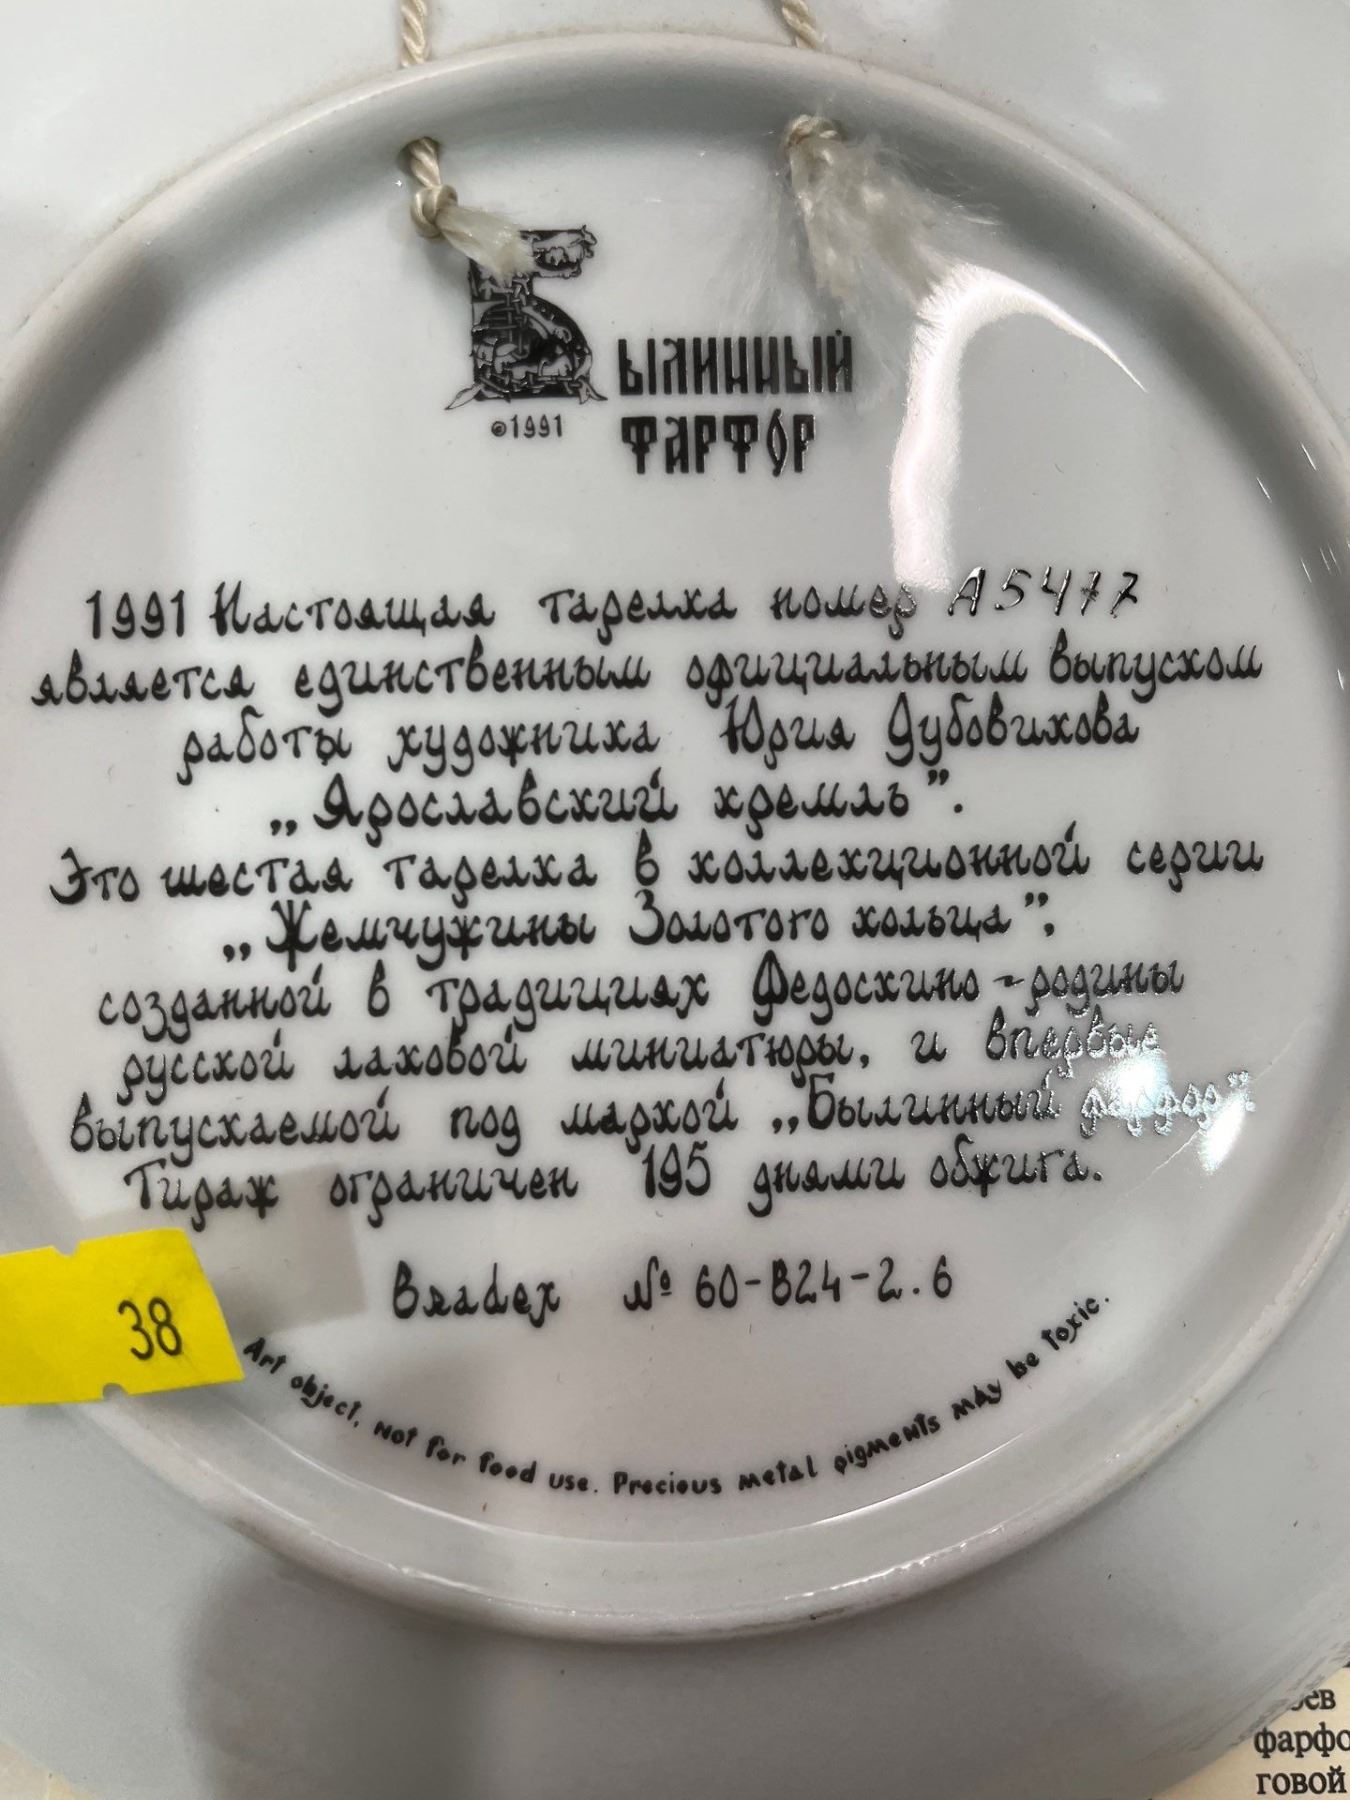 Былинный
©1991
фарфор
1991 Настоящая тарелка номер А5477
является единственным официальным выпуском
работы художника Юрия Дубовикова
„Ярославский кремль”.
Это шестая тарелка в коллекционной серии
„Жемчужины Золотого кольца”,
созданной в традициях Федоскино - родины
русской лаковой миниатюры, и впервые
выпускаемой под маркой „Былинный фарфор”.
Тираж ограничен 195 днями обжига.
Bradex № 60-B24-2.6
38
Art object. Not for food use. Precious metal pigments may be toxic.
фарфо
говой